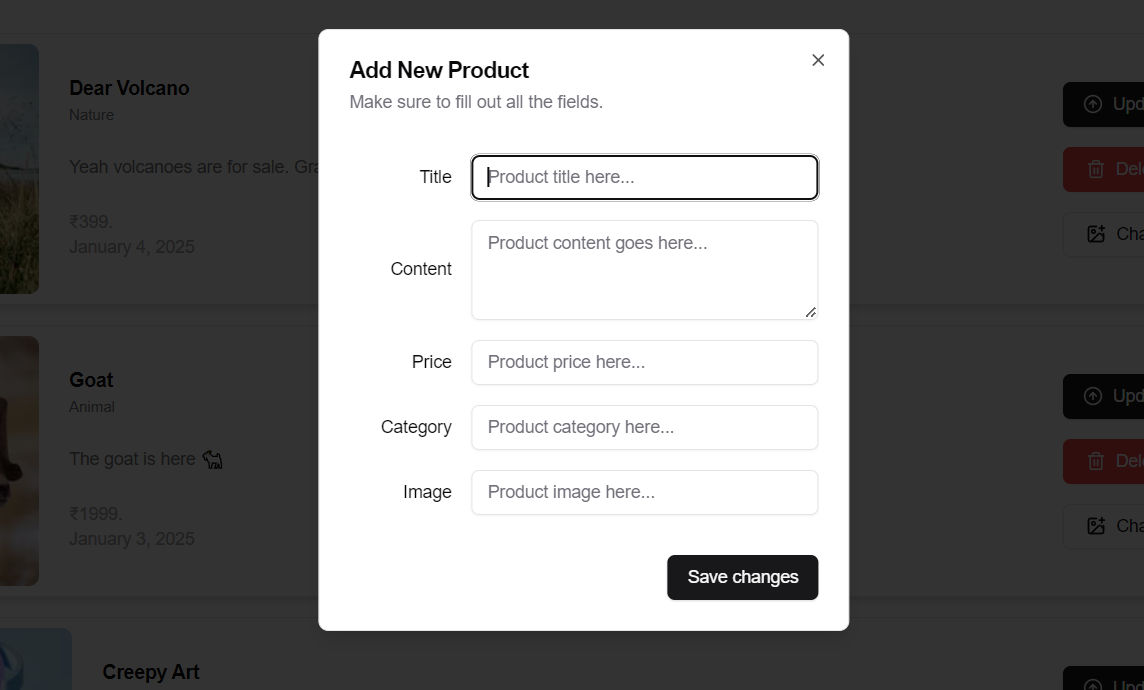 Add New Product
Make sure to fill out all the fields.
Title
Product title here...
Content
Product content goes here...
Price
Product price here...
Category
Product category here...
Image
Product image here...
Save changes
Dear Volcano
Nature
Yeah volcanoes are for sale. Gra
₹399.
January 4, 2025
Upd
Dele
Cha
Goat
Animal
The goat is here 🐐
₹1999.
January 3, 2025
Upd
Dele
Cha
Creepy Art
Upd